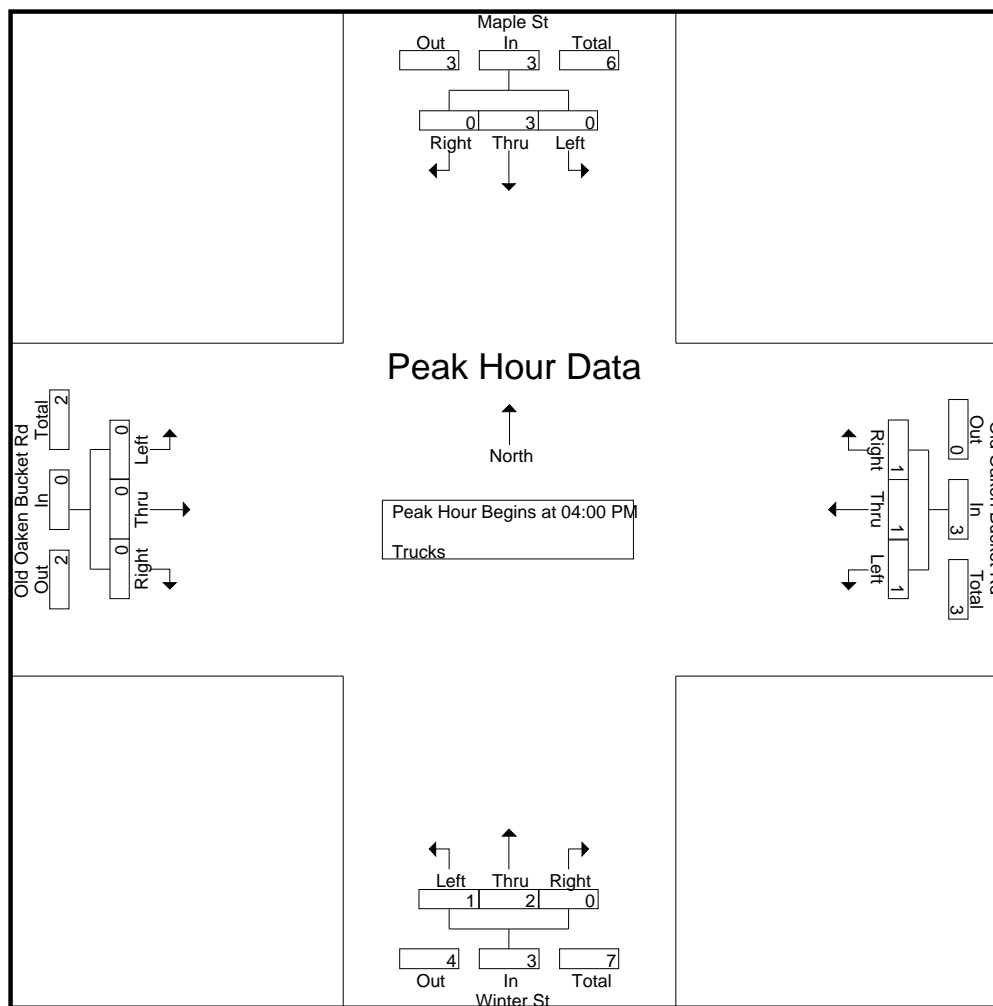 Maple St
Out In Total
3 3 6
0 3 0
Right Thru Left
Peak Hour Data
North
Peak Hour Begins at 04:00 PM
Trucks
Old Oaken Bucket Rd
Out In Total
2 0 2
Left Thru Right
0 0 0
Out In Total
0 3 3
Right Thru Left
1 1 1
Left Thru Right
1 2 0
4 3 7
Out In Total
Winter St